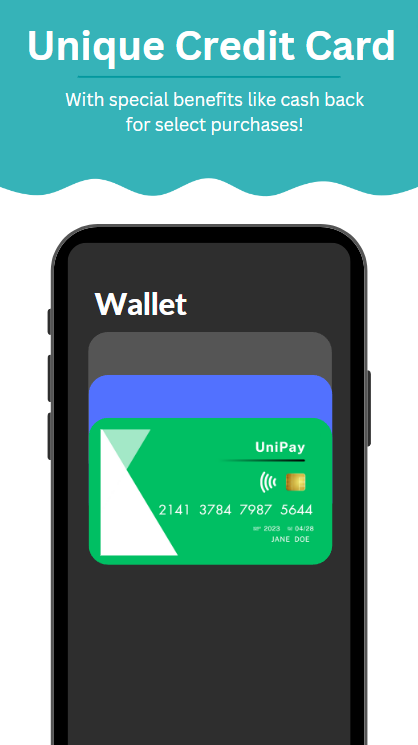 Unique Credit Card
With special benefits like cash back
for select purchases!
Wallet
UniPay
2141 3784 7987 5644
2023 04/28
JANE DOE